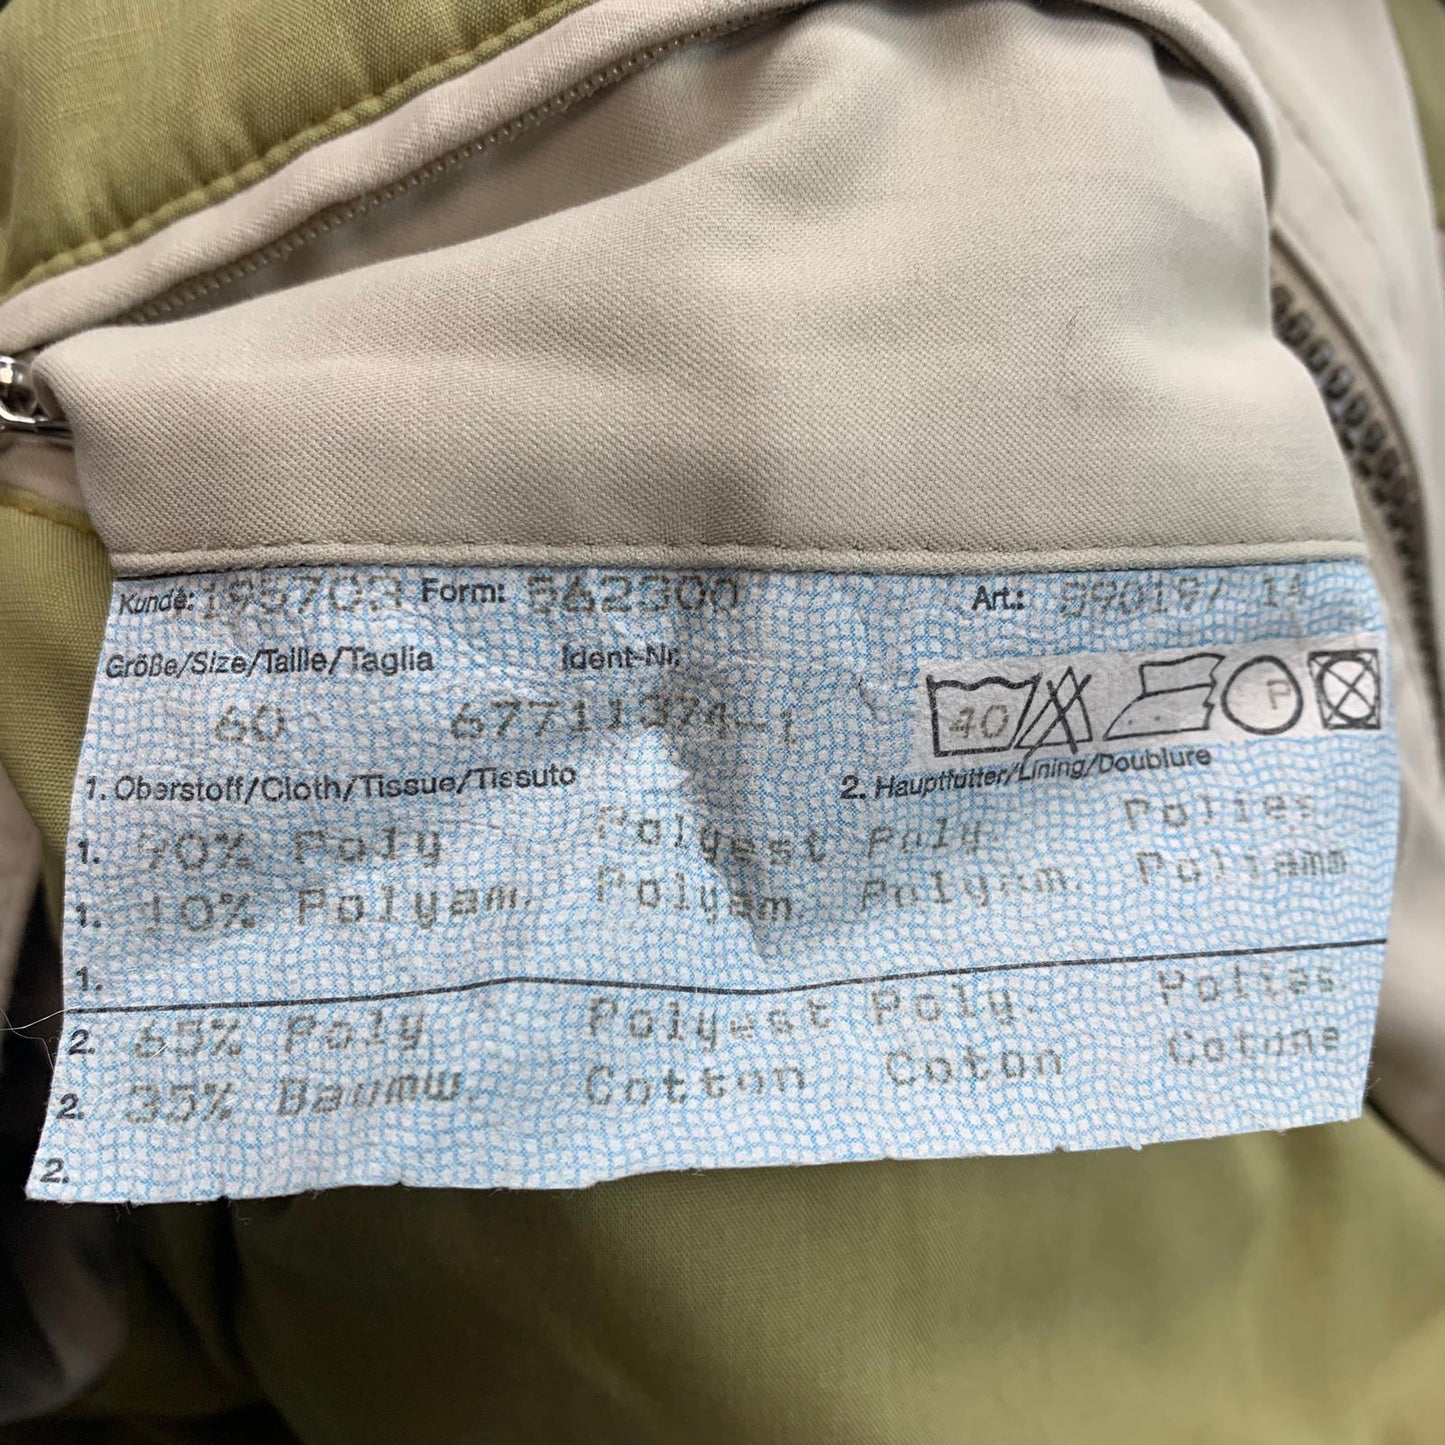 Kunde: 195703 Form: 562300 Art.: 89019/ 14
Größe/Size/Taille/Taglia Ident-Nr.
60 67711374-1
40 P
1. Oberstoff/Cloth/Tissue/Tissuto 2. Hauptfutter/Lining/Doublure
1. 90% Poly Polyest Poly. Polies
1. 10% Polyam. Polyam. Polyam. Poliamm
1.
2. 65% Poly Polyest Poly. Polies
2. 35% Baumw. Cotton Coton Cotone
2.